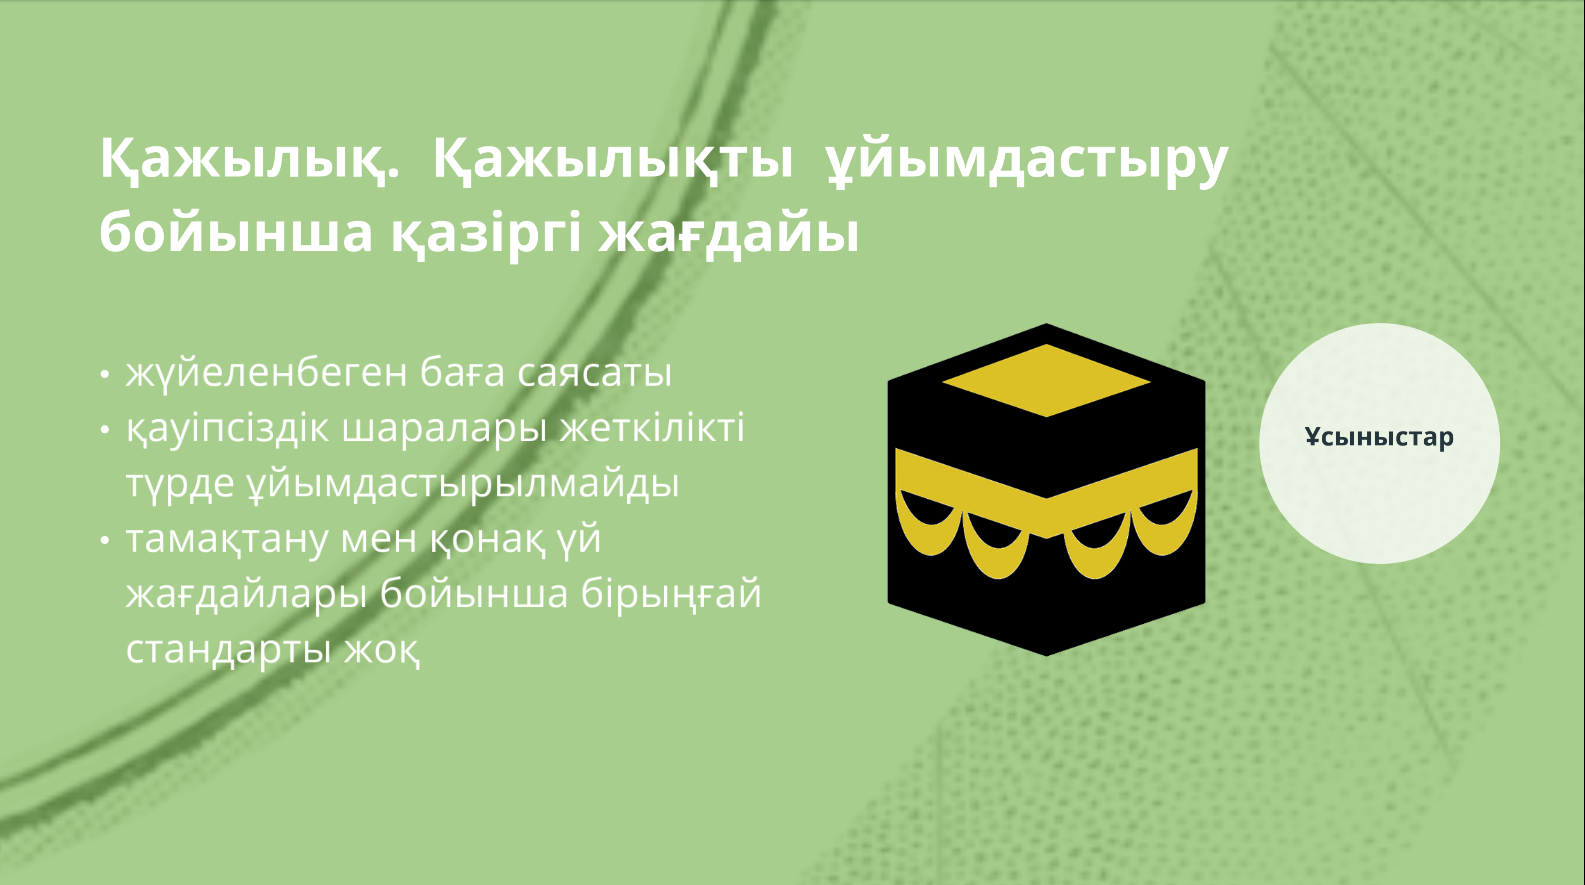 Қажылық. Қажылықты ұйымдастыру
бойынша қазіргі жағдайы
• жүйеленбеген баға саясаты
• қауіпсіздік шаралары жеткілікті
түрде ұйымдастырылмайды
• тамақтану мен қонақ үй
жағдайлары бойынша бірыңғай
стандарты жоқ
Ұсыныстар